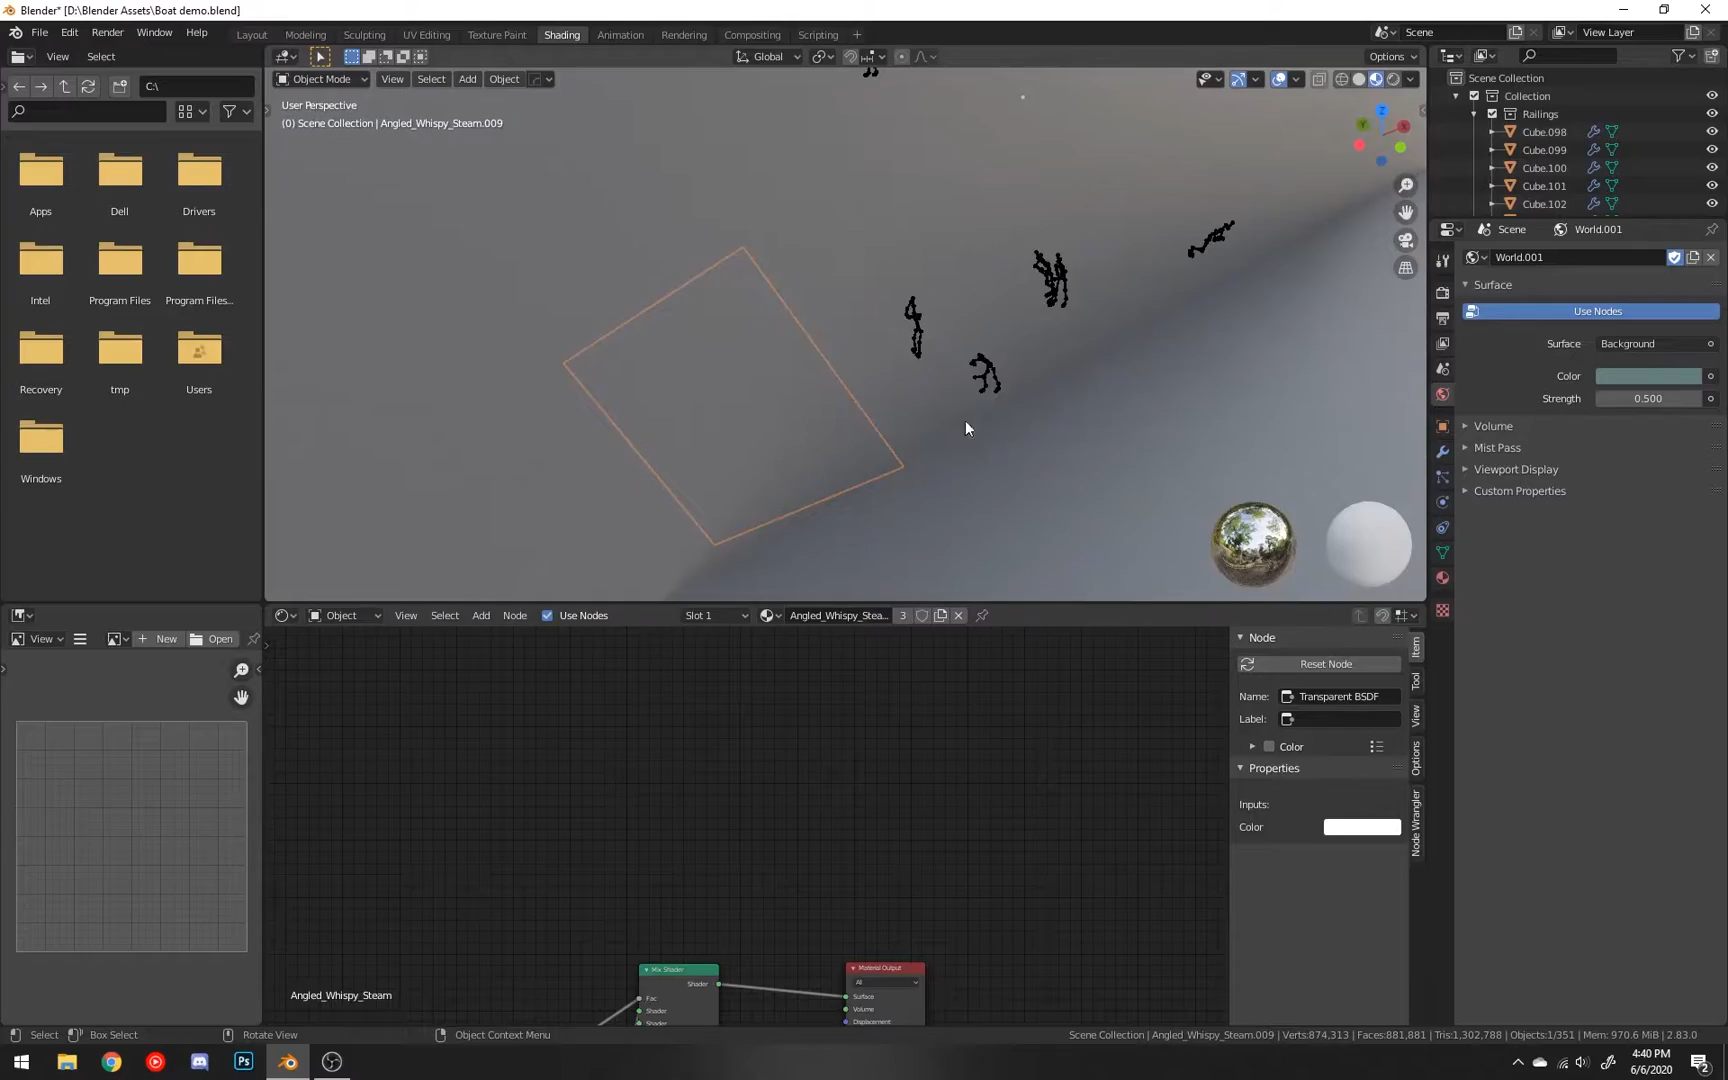 Blender* [D:\Blender Assets\Boat demo.blend]
File Edit Render Window Help
Layout Modeling Sculpting UV Editing Texture Paint Shading Animation Rendering Compositing Scripting +
Scene
View Layer
View Select
Global
Options
C:\
Object Mode View Select Add Object
User Perspective
(0) Scene Collection | Angled_Whispy_Steam.009
Scene Collection
Collection
Railings
Cube.098
Cube.099
Cube.100
Cube.101
Cube.102
Z
Y
X
Apps Dell Drivers
Intel Program Files Program Files...
Recovery tmp Users
Windows
Scene World.001
World.001
Surface
Use Nodes
Surface Background
Color
Strength 0.500
Volume
Mist Pass
Viewport Display
Custom Properties
View New Open
Object View Select Add Node Use Nodes Slot 1 Angled_Whispy_Stea... 3
Node
Reset Node
Name: Transparent BSDF
Label:
Color
Properties
Inputs:
Color
Item
Tool
View
Options
Node Wrangler
Mix Shader
Shader
Fac
Shader
Shader
Material Output
All
Surface
Volume
Displacement
Angled_Whispy_Steam
Select Box Select Rotate View Object Context Menu
Scene Collection | Angled_Whispy_Steam.009 | Verts:874,313 | Faces:881,881 | Tris:1,302,788 | Objects:1/351 | Mem: 970.6 MiB | 2.83.0
Ps
4:40 PM
6/6/2020
2